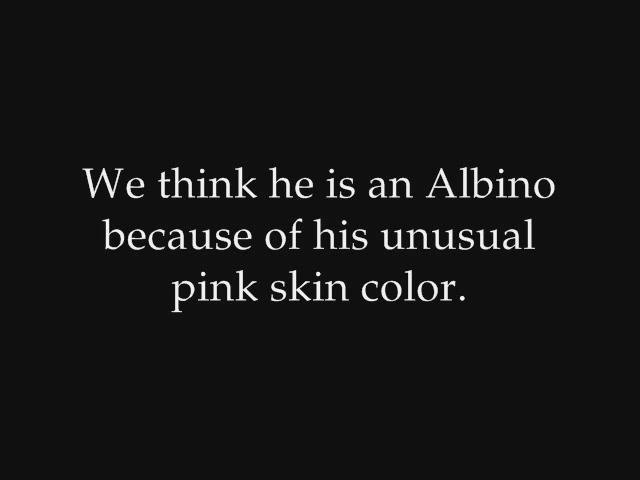 We think he is an Albino
because of his unusual
pink skin color.